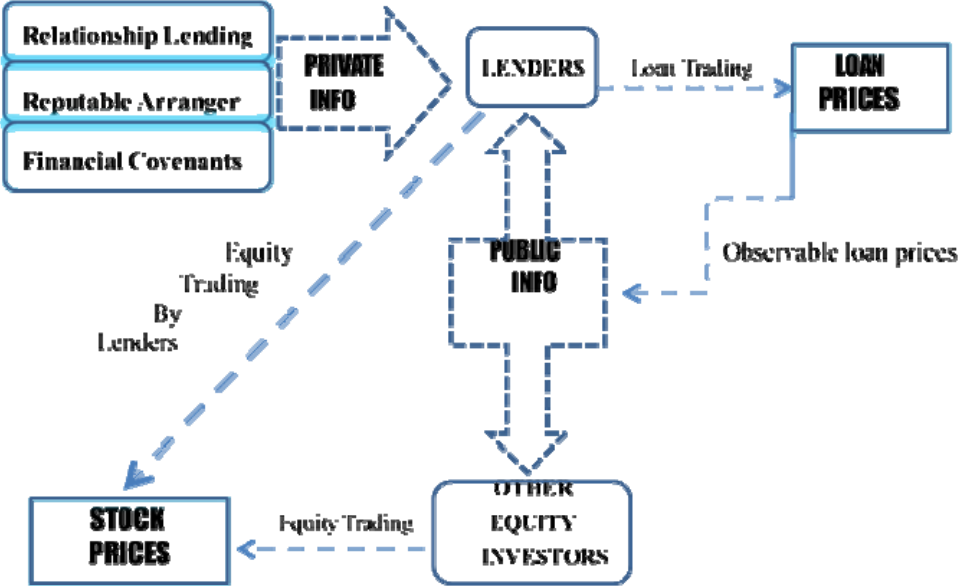 Relationship Lending
Reputable Arranger
Financial Covenants
PRIVATE
INFO
LENDERS
Loan Trading
LOAN
PRICES
Equity
Trading
By
Lenders
PUBLIC
INFO
Observable loan prices
STOCK
PRICES
Equity Trading
OTHER
EQUITY
INVESTORS